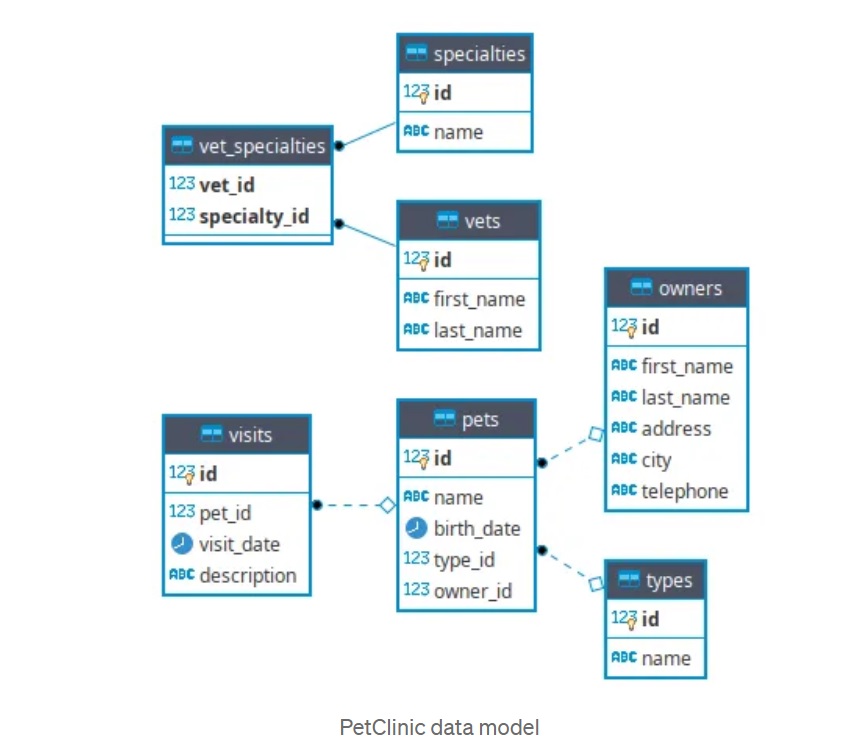 specialties
123 id
ABC name
vet_specialties
123 vet_id
123 specialty_id
vets
123 id
ABC first_name
ABC last_name
owners
123 id
ABC first_name
ABC last_name
ABC address
ABC city
ABC telephone
visits
123 id
123 pet_id
visit_date
ABC description
pets
123 id
ABC name
birth_date
123 type_id
123 owner_id
types
123 id
ABC name
PetClinic data model